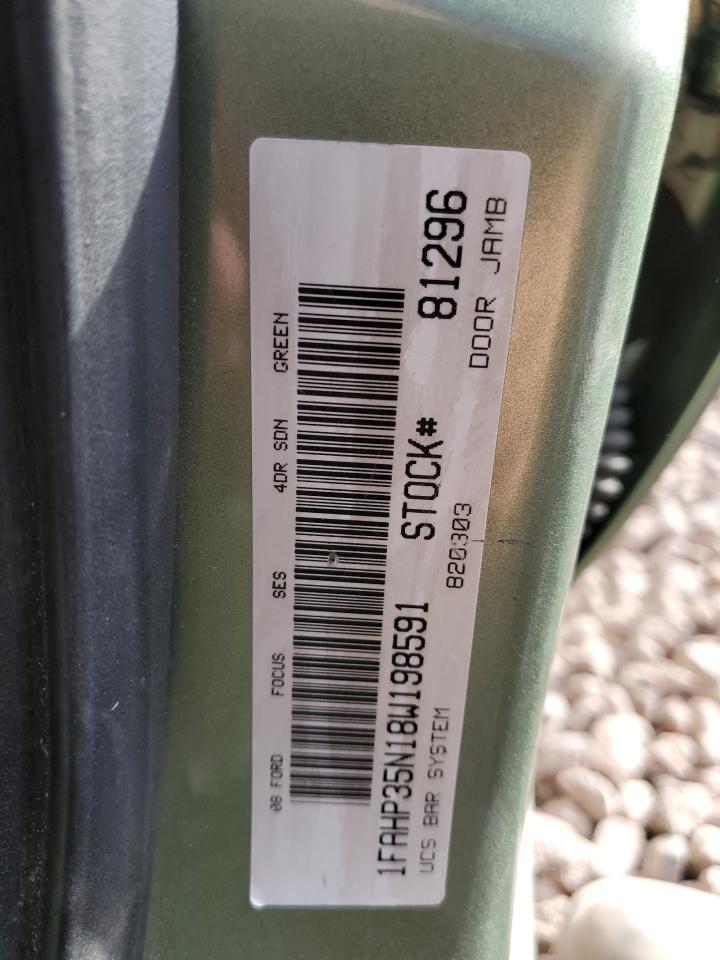 08 FORD FOCUS SES 4DR SDN GREEN
1FAHP35N18W198591 STOCK# 81296
UCS BAR SYSTEM 820303 DOOR JAMB